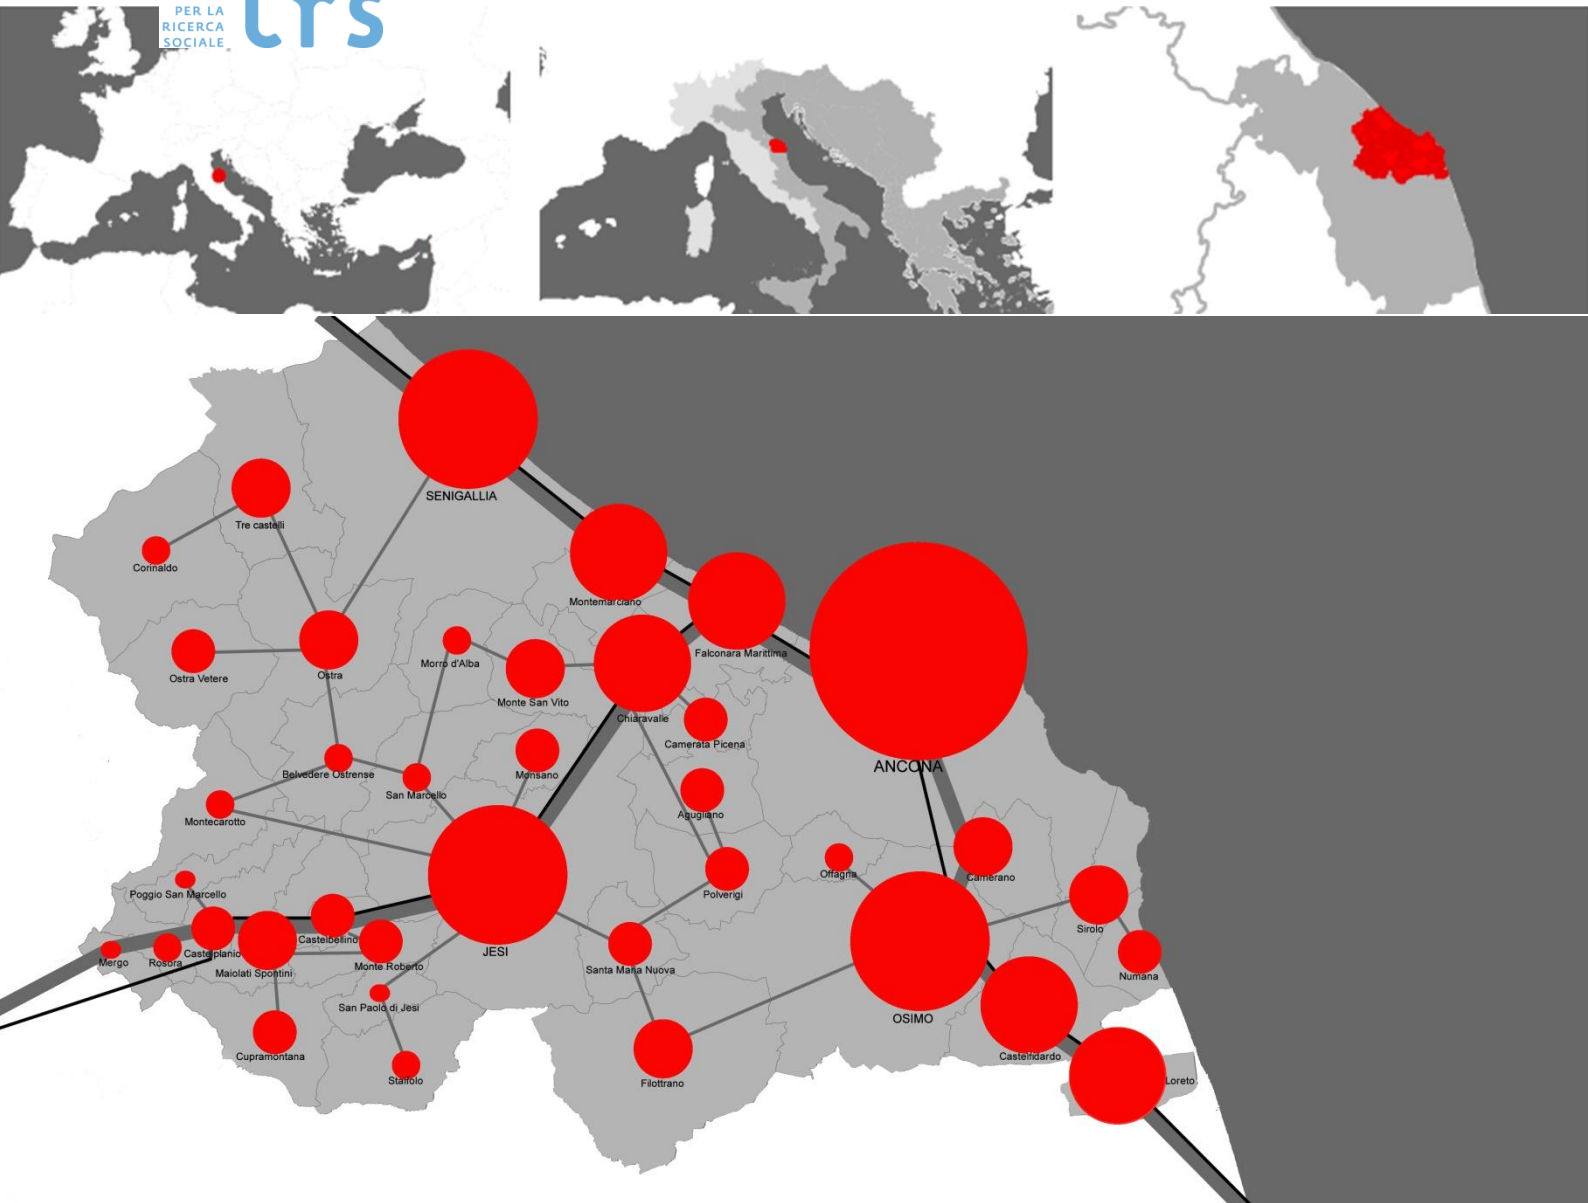 PER LA
RICERCA
SOCIALE
irs
SENIGALLIA
Tre castelli
Corinaldo
Montemarciano
Falconara Marittima
Ostra Vetere
Ostra
Morro d'Alba
Monte San Vito
Chiaravalle
Camerata Picena
ANCONA
Belvedere Ostrense
San Marcello
Monsano
Montecarotto
Agugliano
Poggio San Marcello
Polverigi
Offagna
Camerano
Sirolo
Castelbellino
Castelplanio
JESI
Mergo
Rosora
Maiolati Spontini
Monte Roberto
Santa Maria Nuova
Numana
San Paolo di Jesi
OSIMO
Cupramontana
Castelfidardo
Staffolo
Filottrano
Loreto